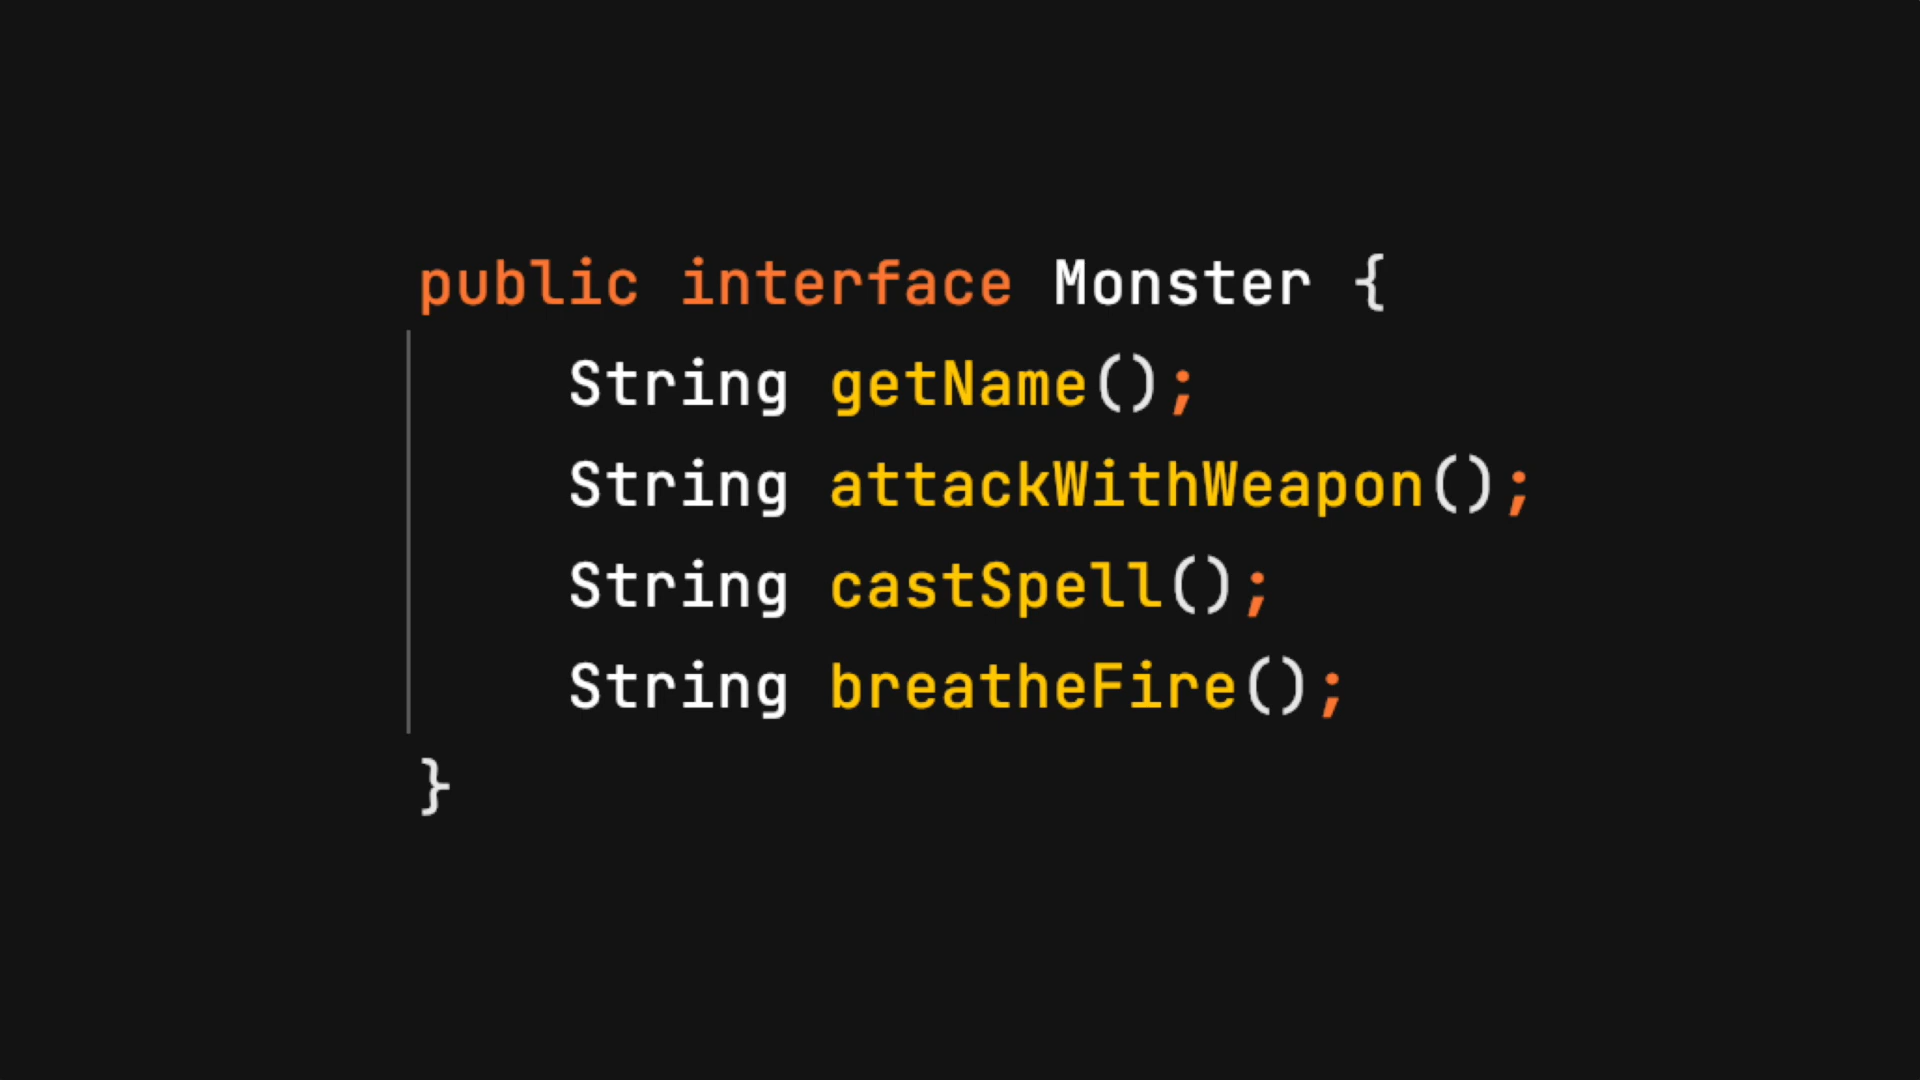 public interface Monster {
    String getName();
    String attackWithWeapon();
    String castSpell();
    String breatheFire();
}